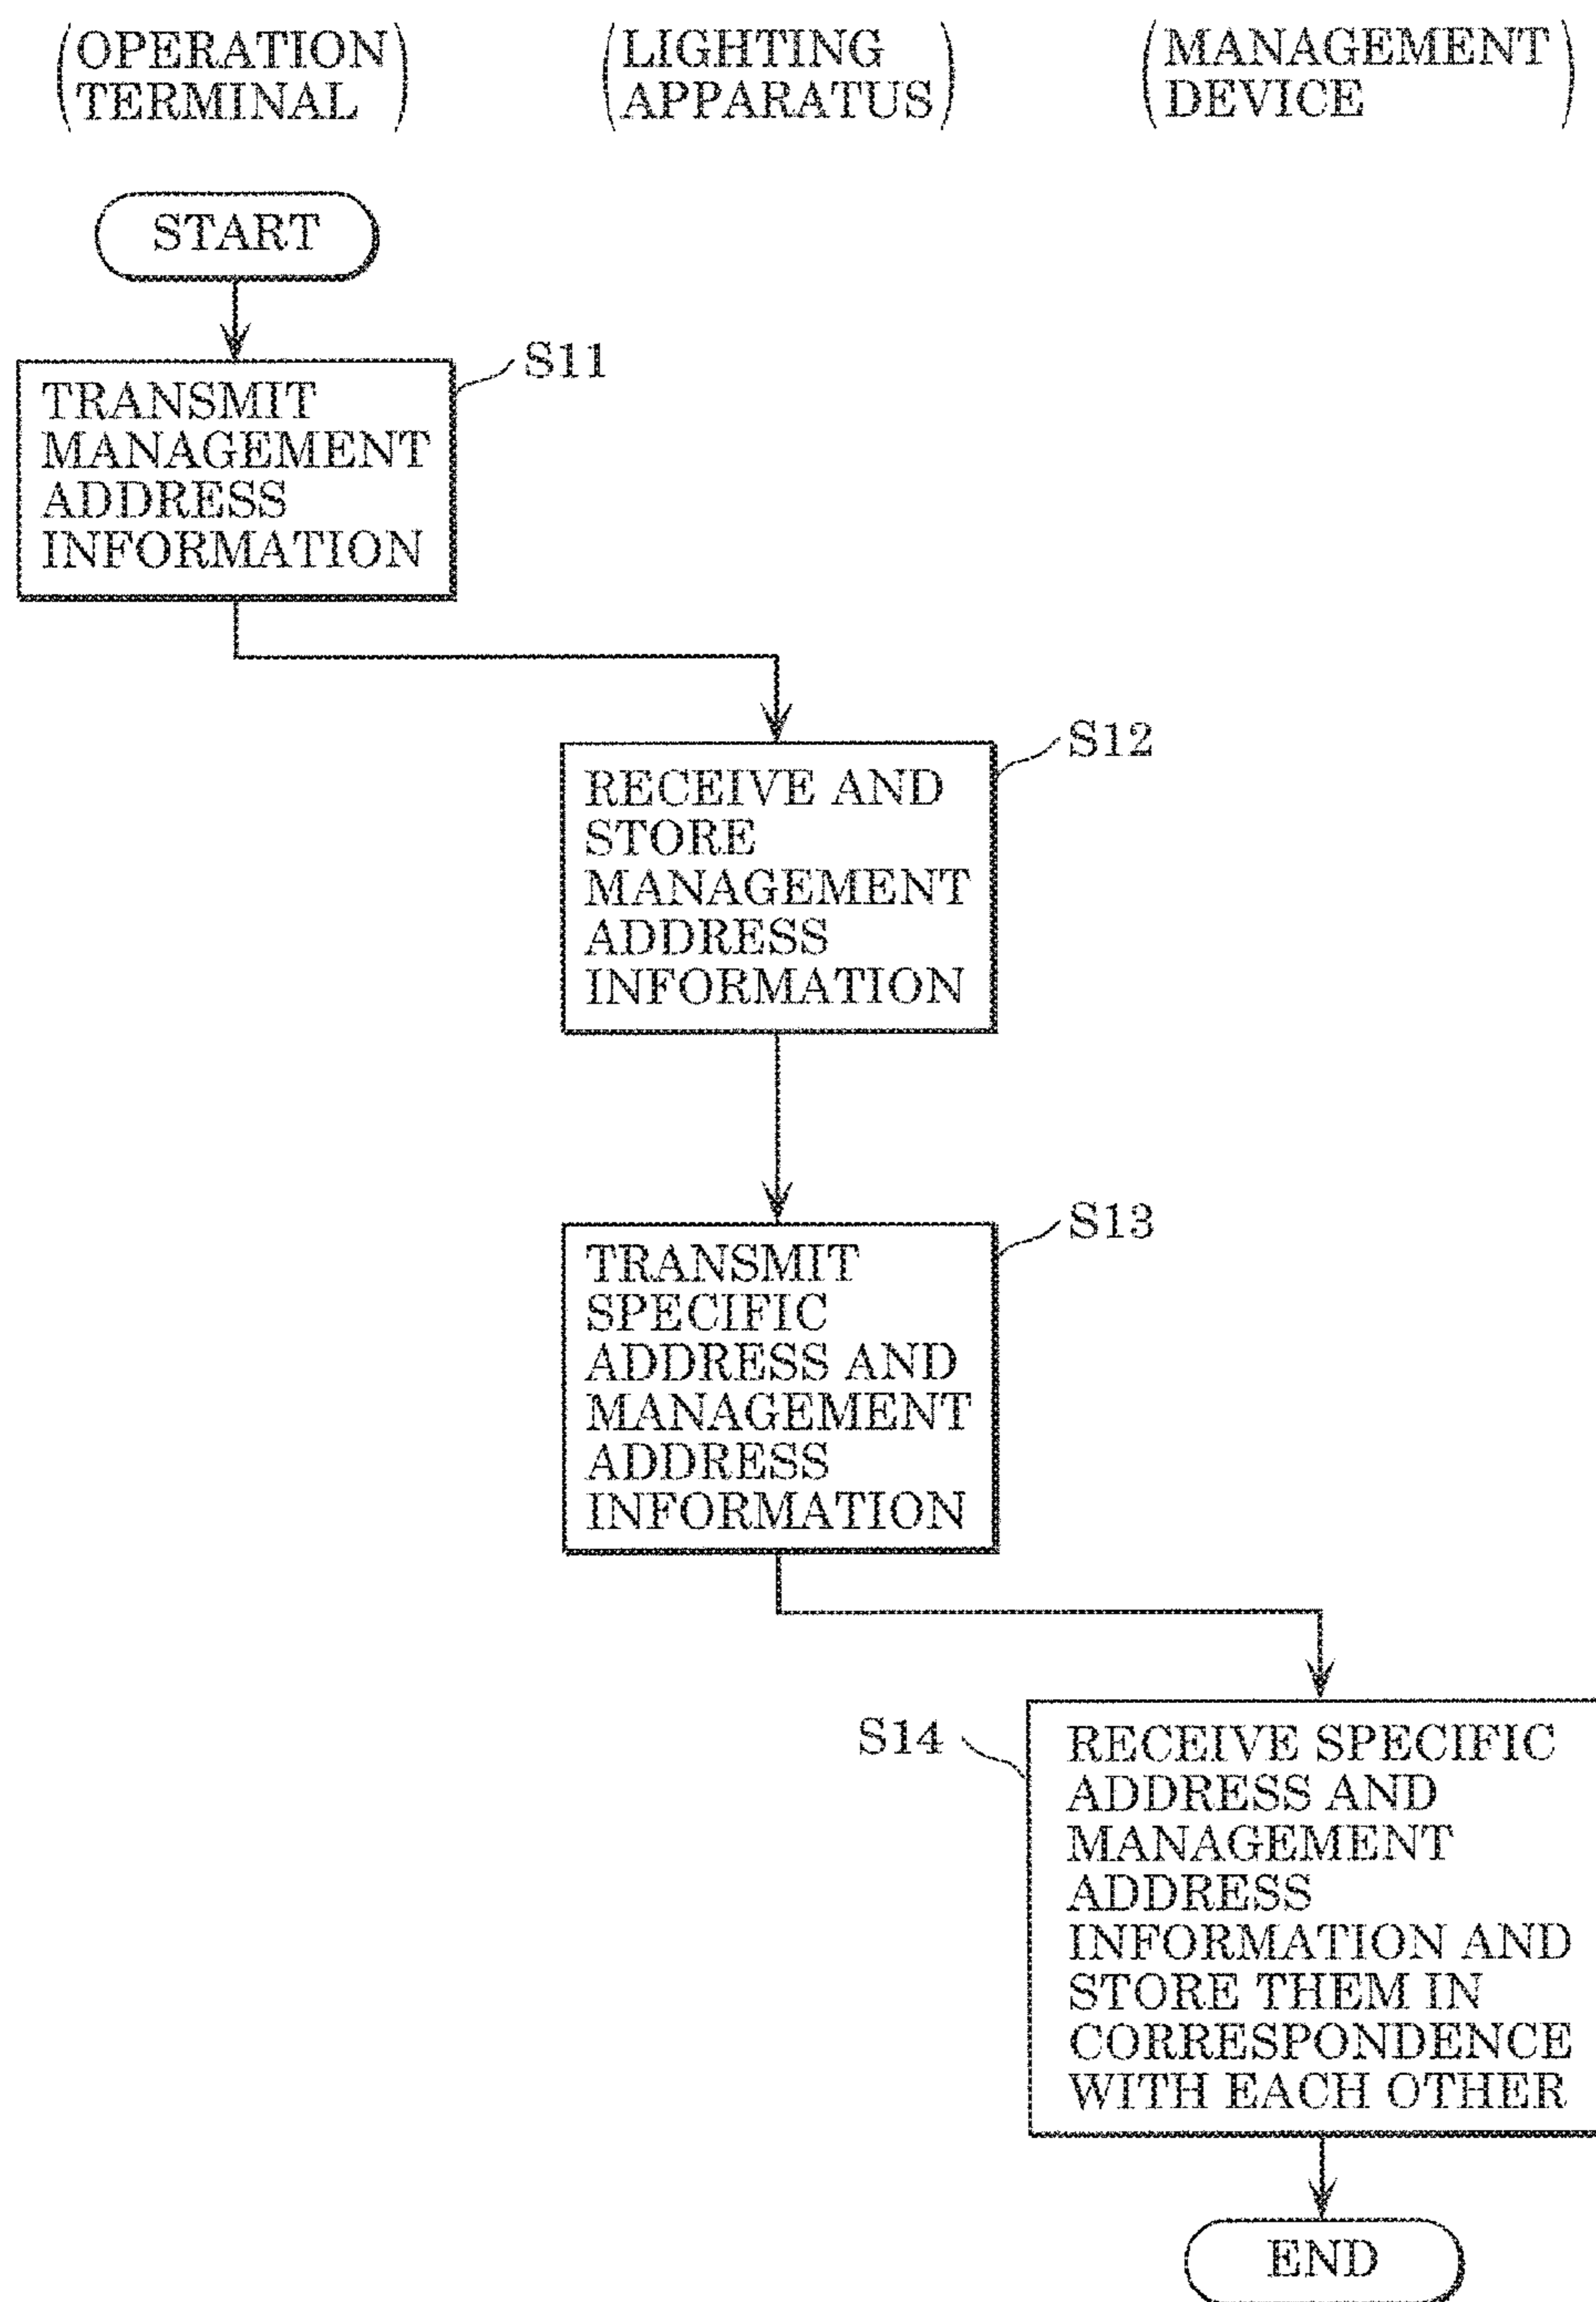 OPERATION
TERMINAL
LIGHTING
APPARATUS
MANAGEMENT
DEVICE
START
S11
TRANSMIT
MANAGEMENT
ADDRESS
INFORMATION
S12
RECEIVE AND
STORE
MANAGEMENT
ADDRESS
INFORMATION
S13
TRANSMIT
SPECIFIC
ADDRESS AND
MANAGEMENT
ADDRESS
INFORMATION
S14
RECEIVE SPECIFIC
ADDRESS AND
MANAGEMENT
ADDRESS
INFORMATION AND
STORE THEM IN
CORRESPONDENCE
WITH EACH OTHER
END